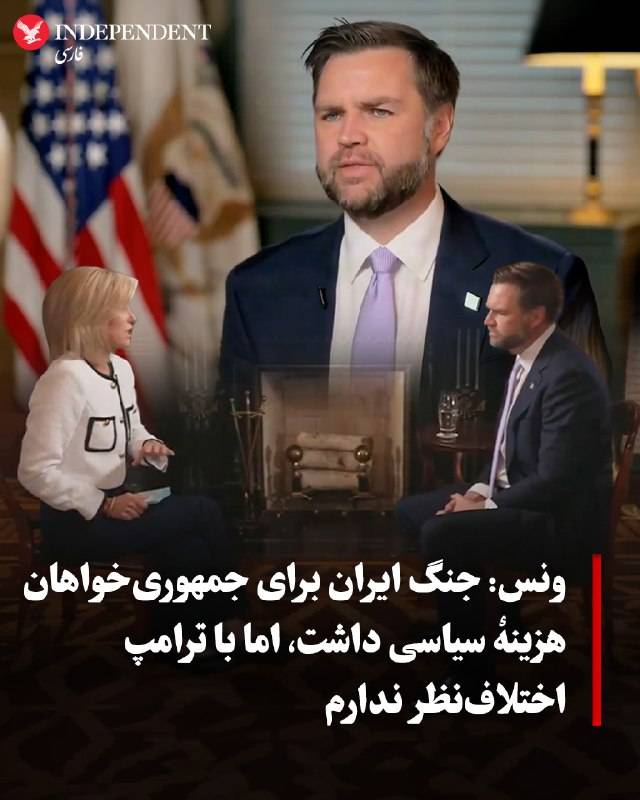 INDEPENDENT
فارسی
ونس: جنگ ایران برای جمهوری‌خواهان
هزینهٔ سیاسی داشت، اما با ترامپ
اختلاف‌نظر ندارم